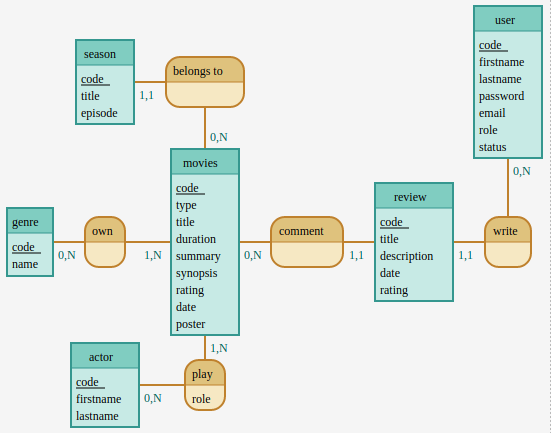 user
code
firstname
lastname
password
email
role
status
season
code
title
episode
1,1
belongs to
0,N
0,N
movies
code
type
title
duration
summary
synopsis
rating
date
poster
genre
code
name
0,N
own
1,N
0,N
comment
1,1
review
code
title
description
date
rating
1,1
write
1,N
actor
code
firstname
lastname
0,N
play
role